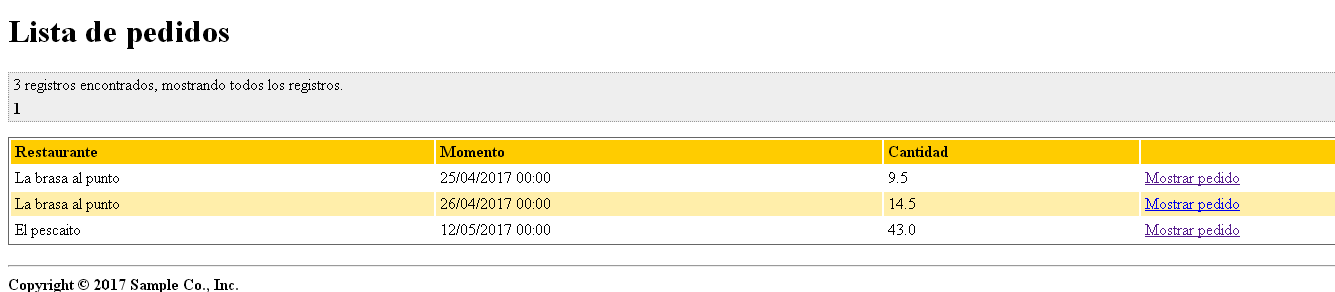 Lista de pedidos
3 registros encontrados, mostrando todos los registros.
1
Restaurante Momento Cantidad
La brasa al punto 25/04/2017 00:00 9.5 Mostrar pedido
La brasa al punto 26/04/2017 00:00 14.5 Mostrar pedido
El pescaito 12/05/2017 00:00 43.0 Mostrar pedido
Copyright © 2017 Sample Co., Inc.